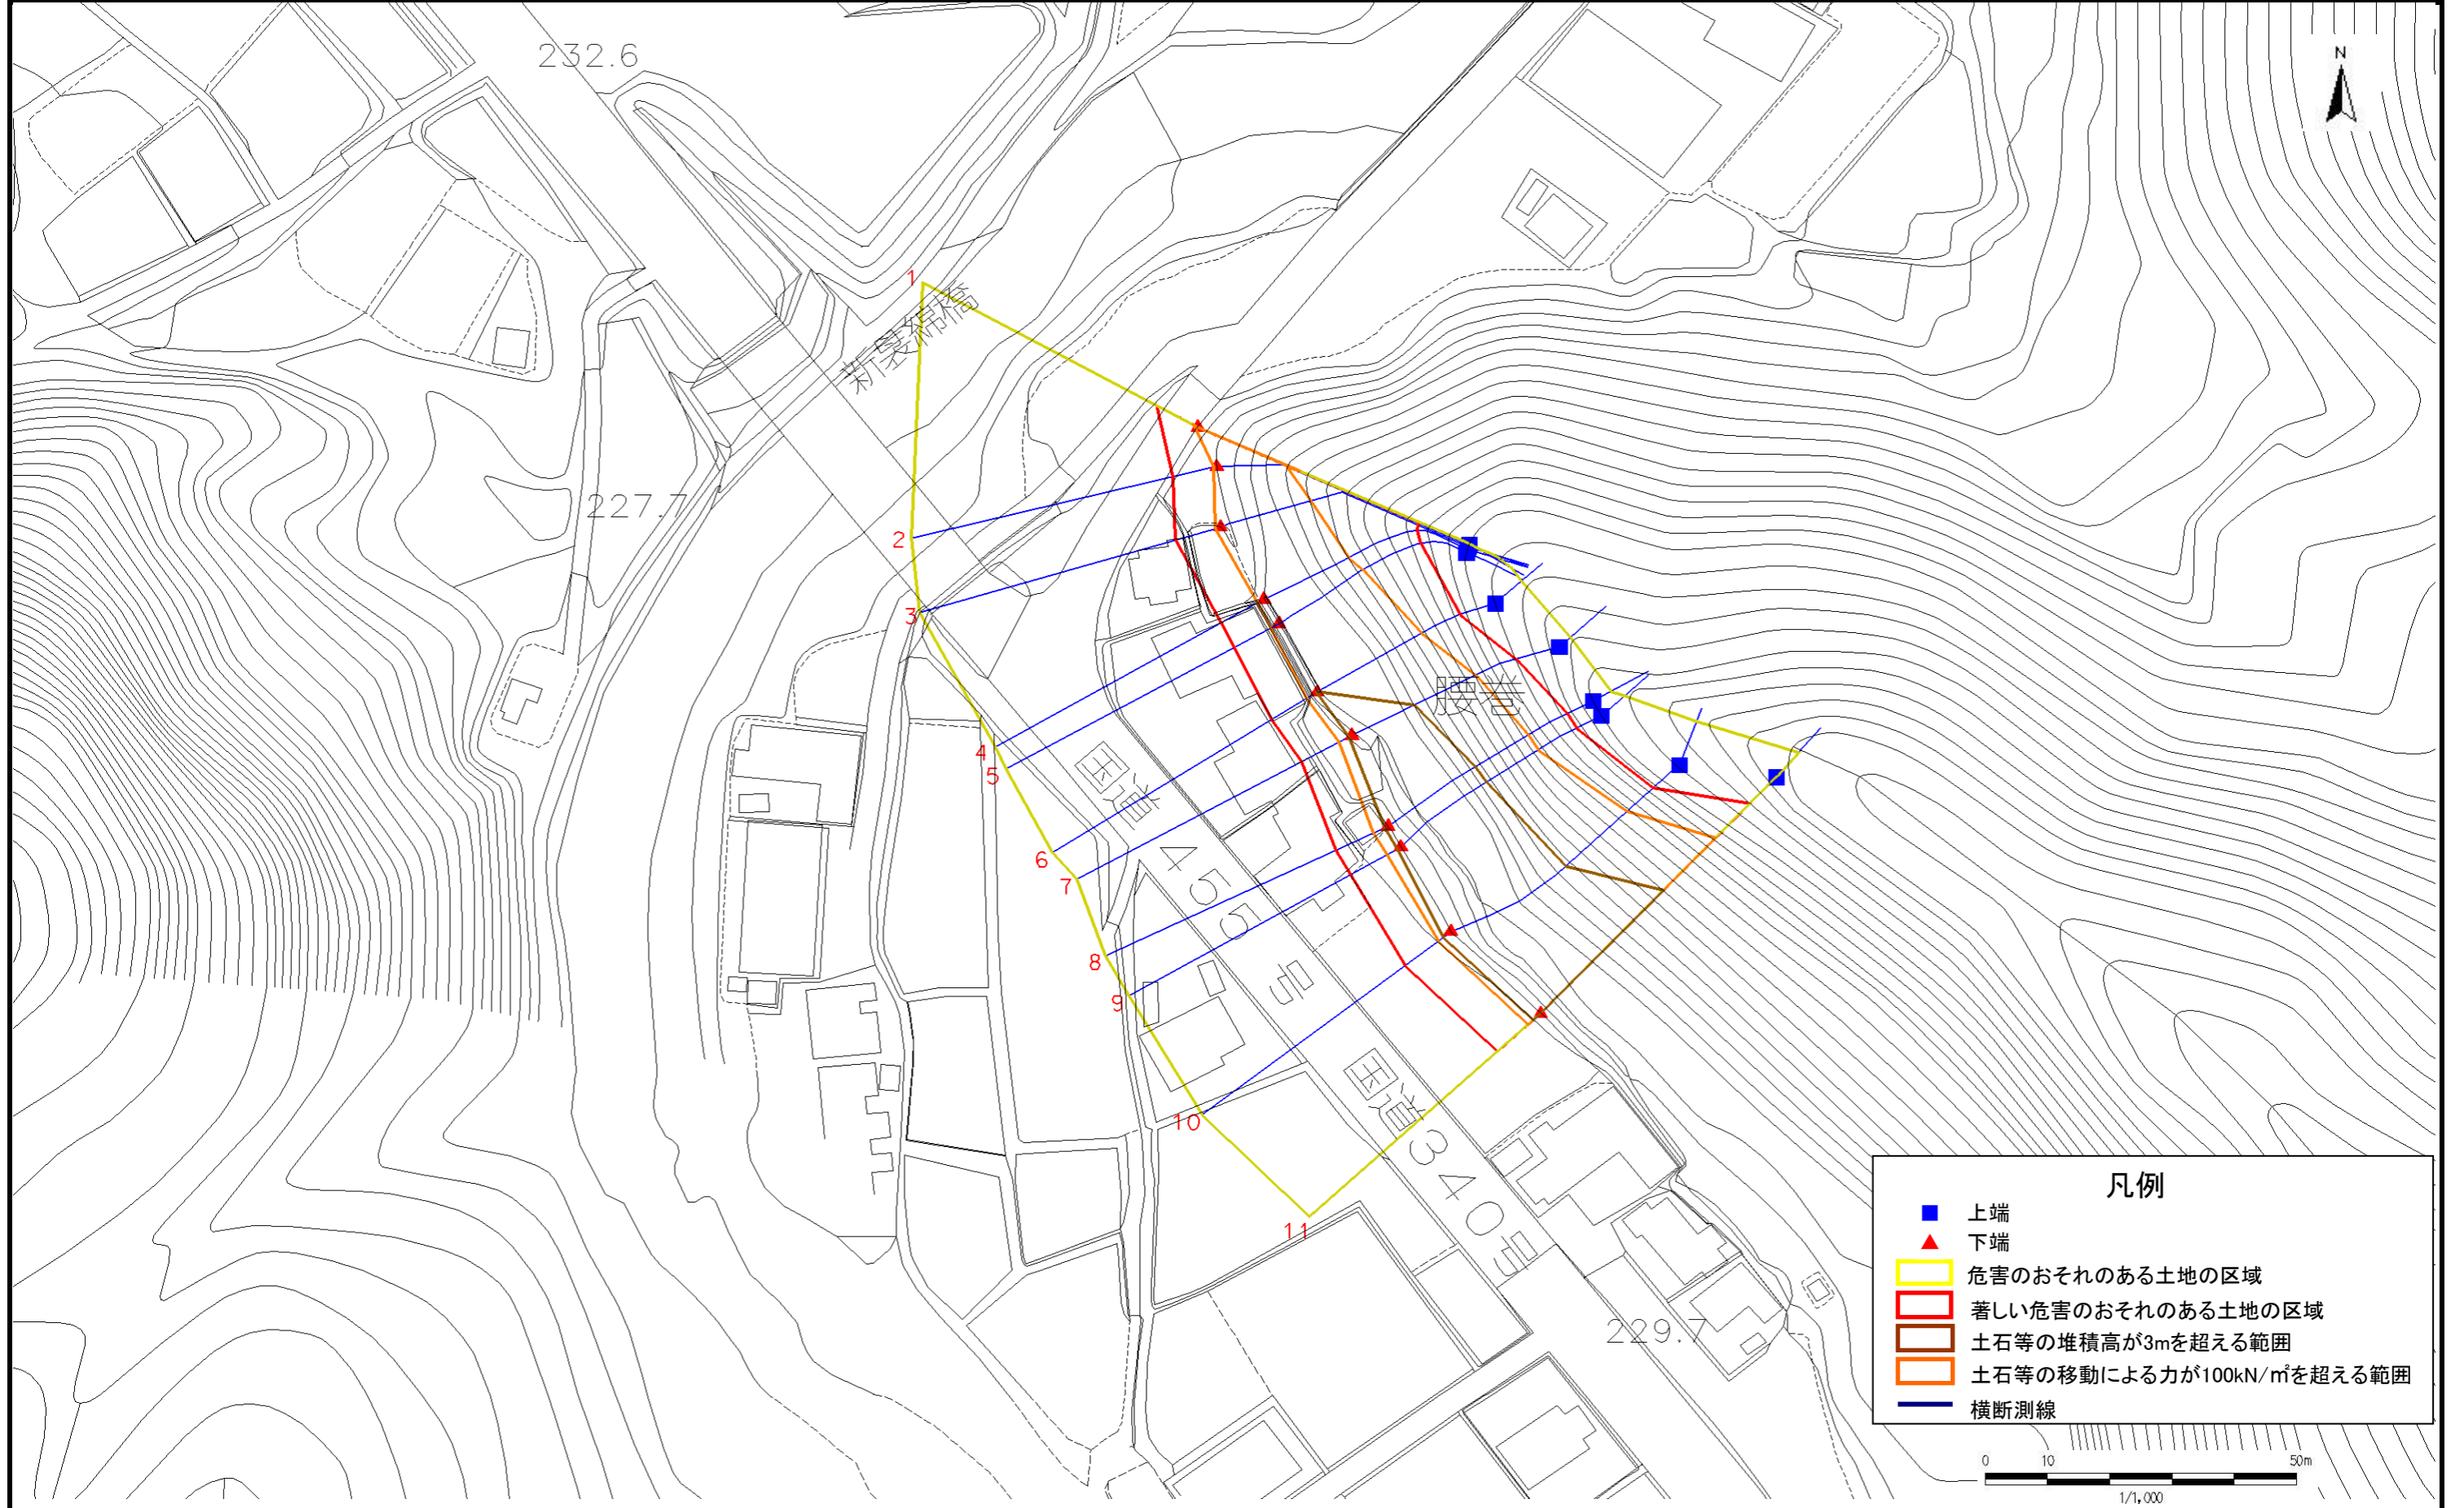 232.6
N
1
新栗堀橋
227.7
2
3
腰巻
4
5
国道
6
455
7
8
号
9
国道340号
10
11
229.7
凡例
上端
下端
危害のおそれのある土地の区域
著しい危害のおそれのある土地の区域
土石等の堆積高が3mを超える範囲
土石等の移動による力が100kN/㎡を超える範囲
横断測線
0 10 50m
1/1,000